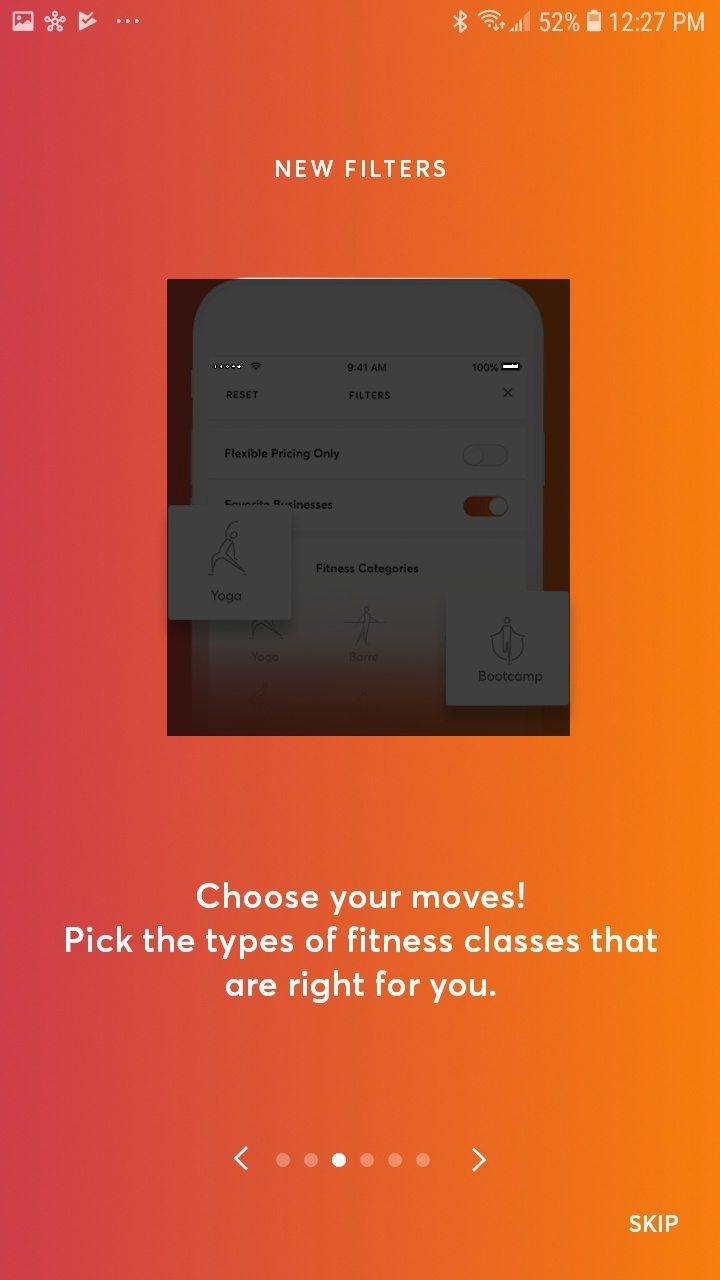 52% 12:27 PM
NEW FILTERS
9:41 AM 100%
RESET FILTERS
Flexible Pricing Only
Favorite Businesses
Fitness Categories
Yoga
Yoga Barre
Bootcamp
Choose your moves!
Pick the types of fitness classes that
are right for you.
SKIP